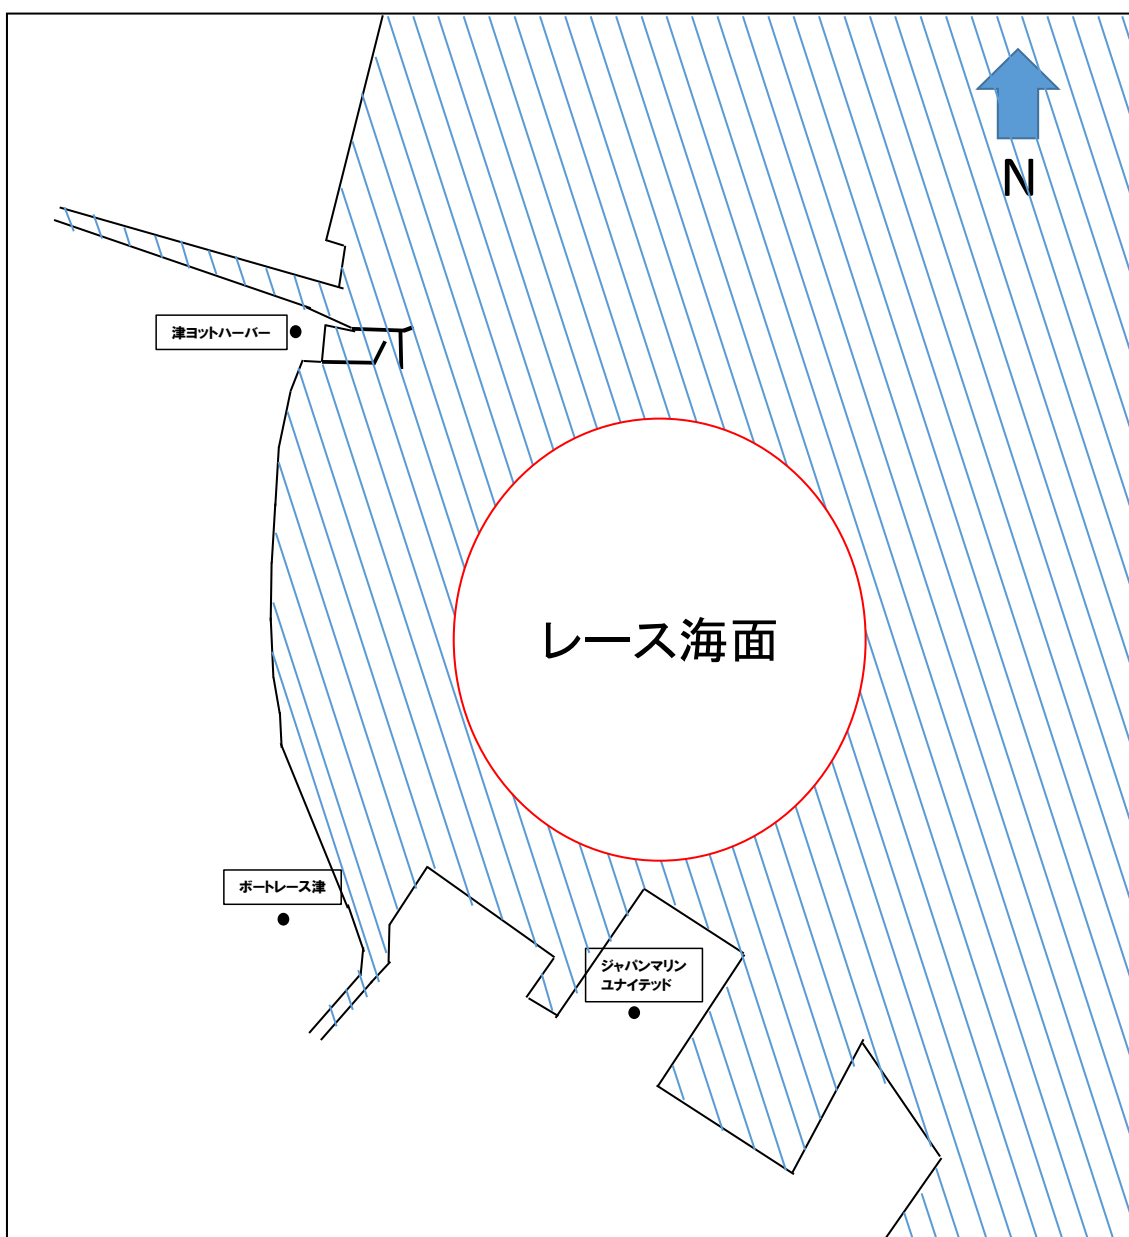 N
津ヨットハーバー
レース海面
ボートレース津
ジャパンマリン
ユナイテッド